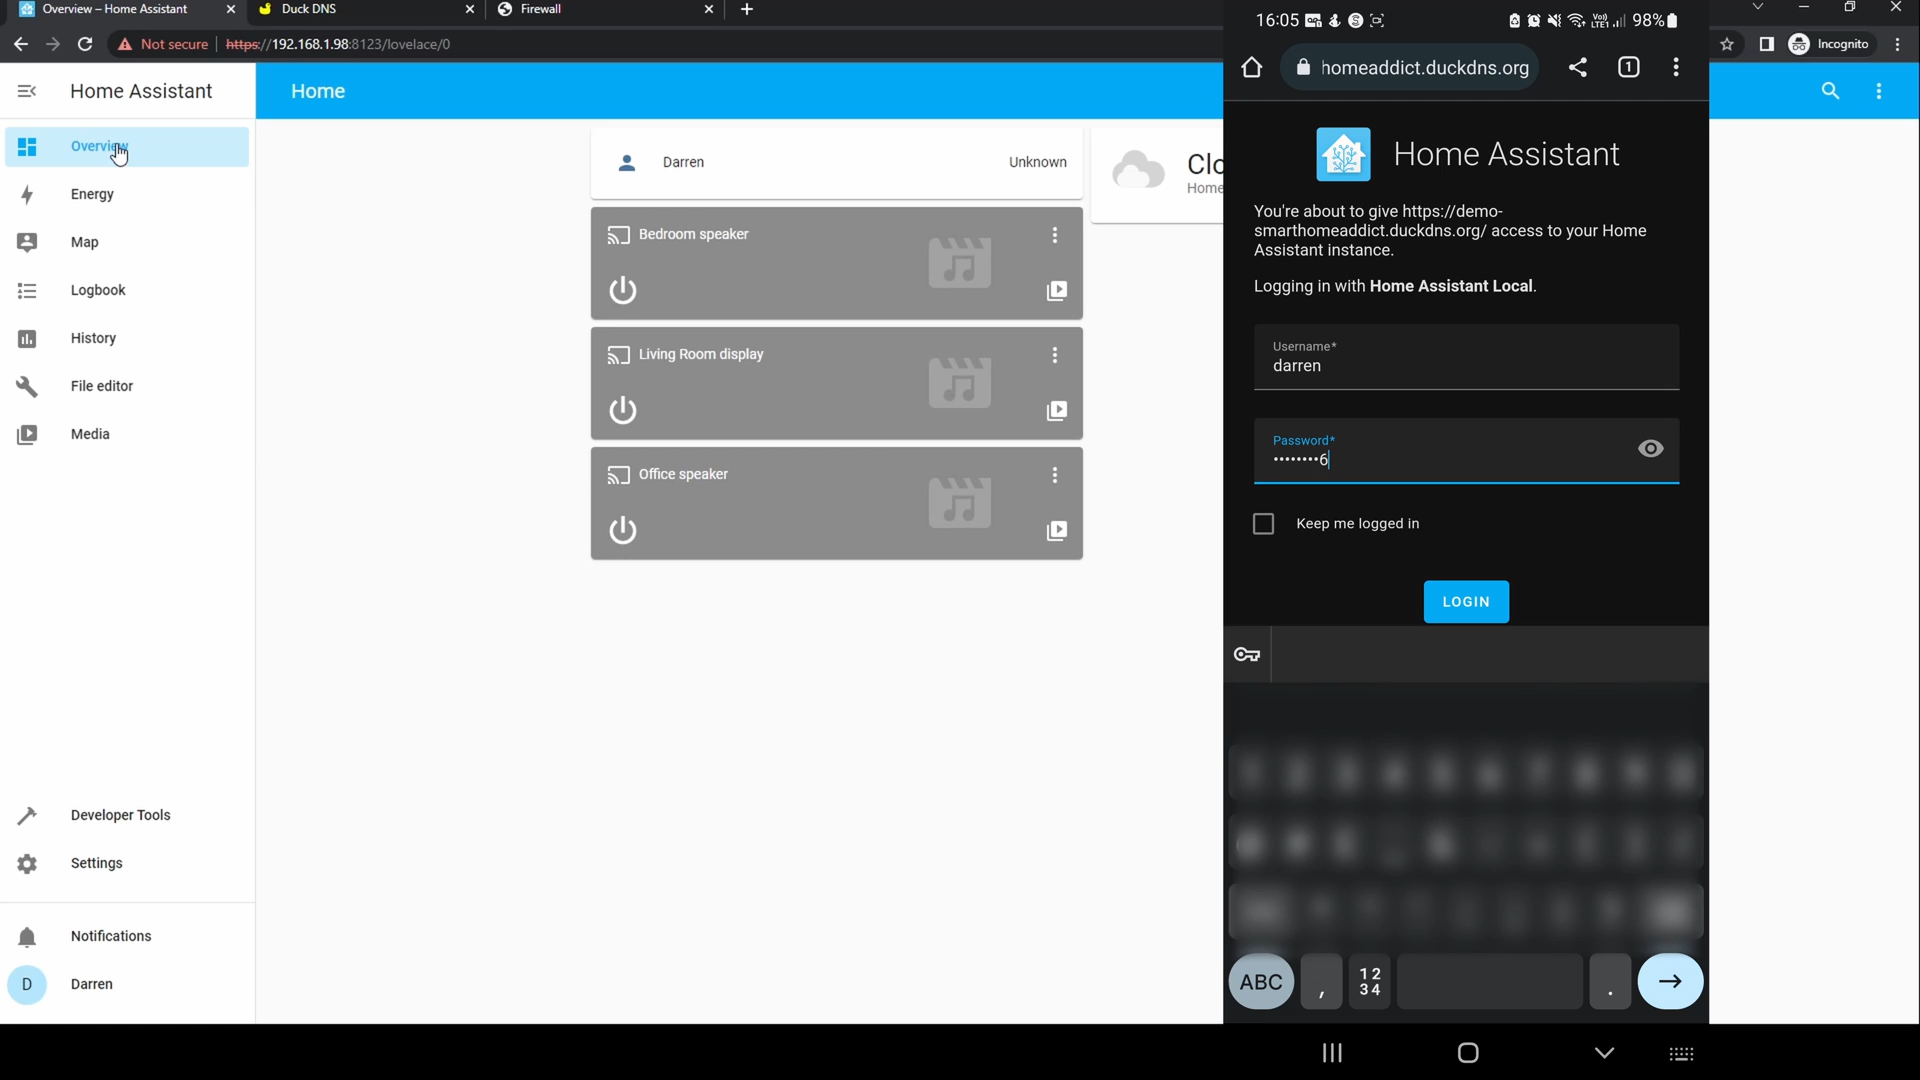 Overview – Home Assistant
Duck DNS
Firewall
Not secure
https://192.168.1.98:8123/lovelace/0
Incognito
Home Assistant
Home
Overview
Energy
Map
Logbook
History
File editor
Media
Developer Tools
Settings
Notifications
D
Darren
Darren
Unknown
Bedroom speaker
Living Room display
Office speaker
Clo
Home
16:05
98%
homeaddict.duckdns.org
1
Home Assistant
You're about to give https://demo-
smarthomeaddict.duckdns.org/ access to your Home
Assistant instance.
Logging in with Home Assistant Local.
Username*
darren
Password*
••••••••6
Keep me logged in
LOGIN
ABC
,
12
34
.